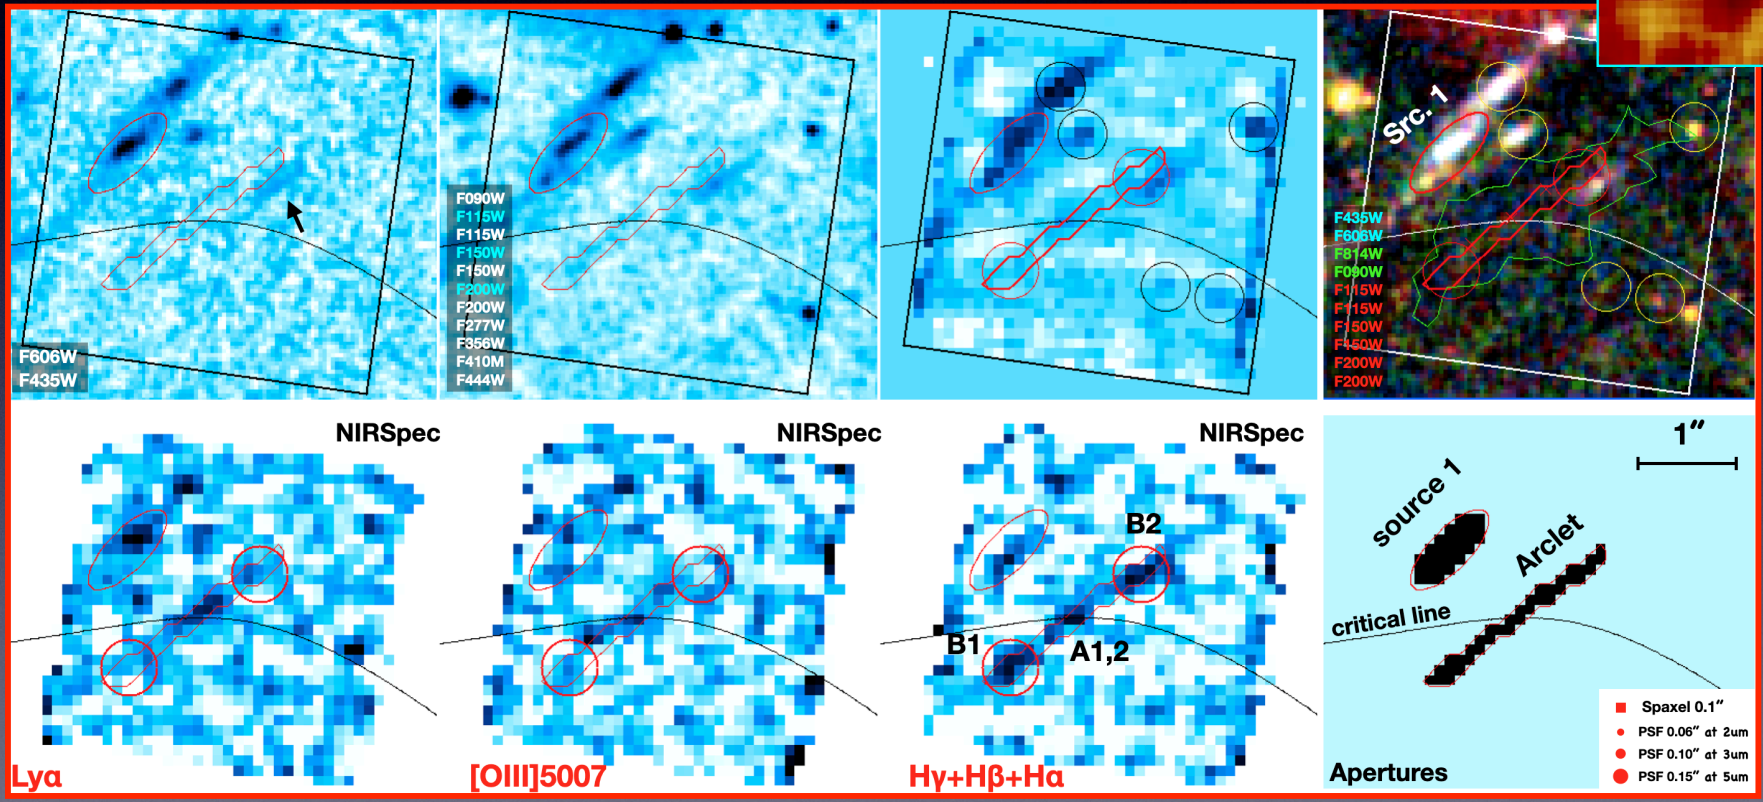 F606W
F435W
F090W
F115W
F115W
F150W
F150W
F200W
F200W
F277W
F356W
F410M
F444W
Src. 1
F435W
F606W
F814W
F090W
F115W
F115W
F150W
F150W
F200W
F200W
NIRSpec
Lyα
NIRSpec
[OIII]5007
NIRSpec
B2
B1
A1,2
Hγ+Hβ+Hα
1″
source 1
Arclet
critical line
Spaxel 0.1″
PSF 0.06″ at 2um
PSF 0.10″ at 3um
PSF 0.15″ at 5um
Apertures